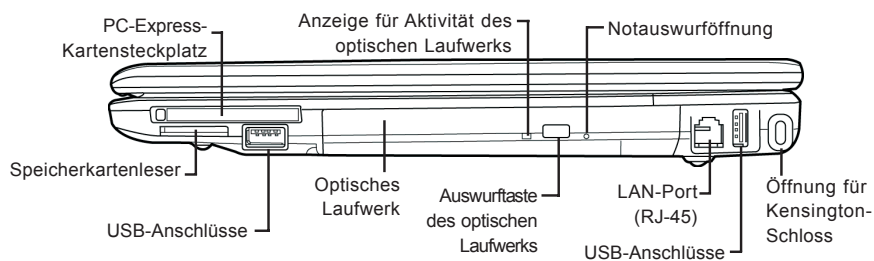 PC-Express-
Kartensteckplatz
Anzeige für Aktivität des
optischen Laufwerks
Notauswurföffnung
Speicherkartenleser
USB-Anschlüsse
Optisches
Laufwerk
Auswurftaste
des optischen
Laufwerks
LAN-Port
(RJ-45)
USB-Anschlüsse
Öffnung für
Kensington-
Schloss